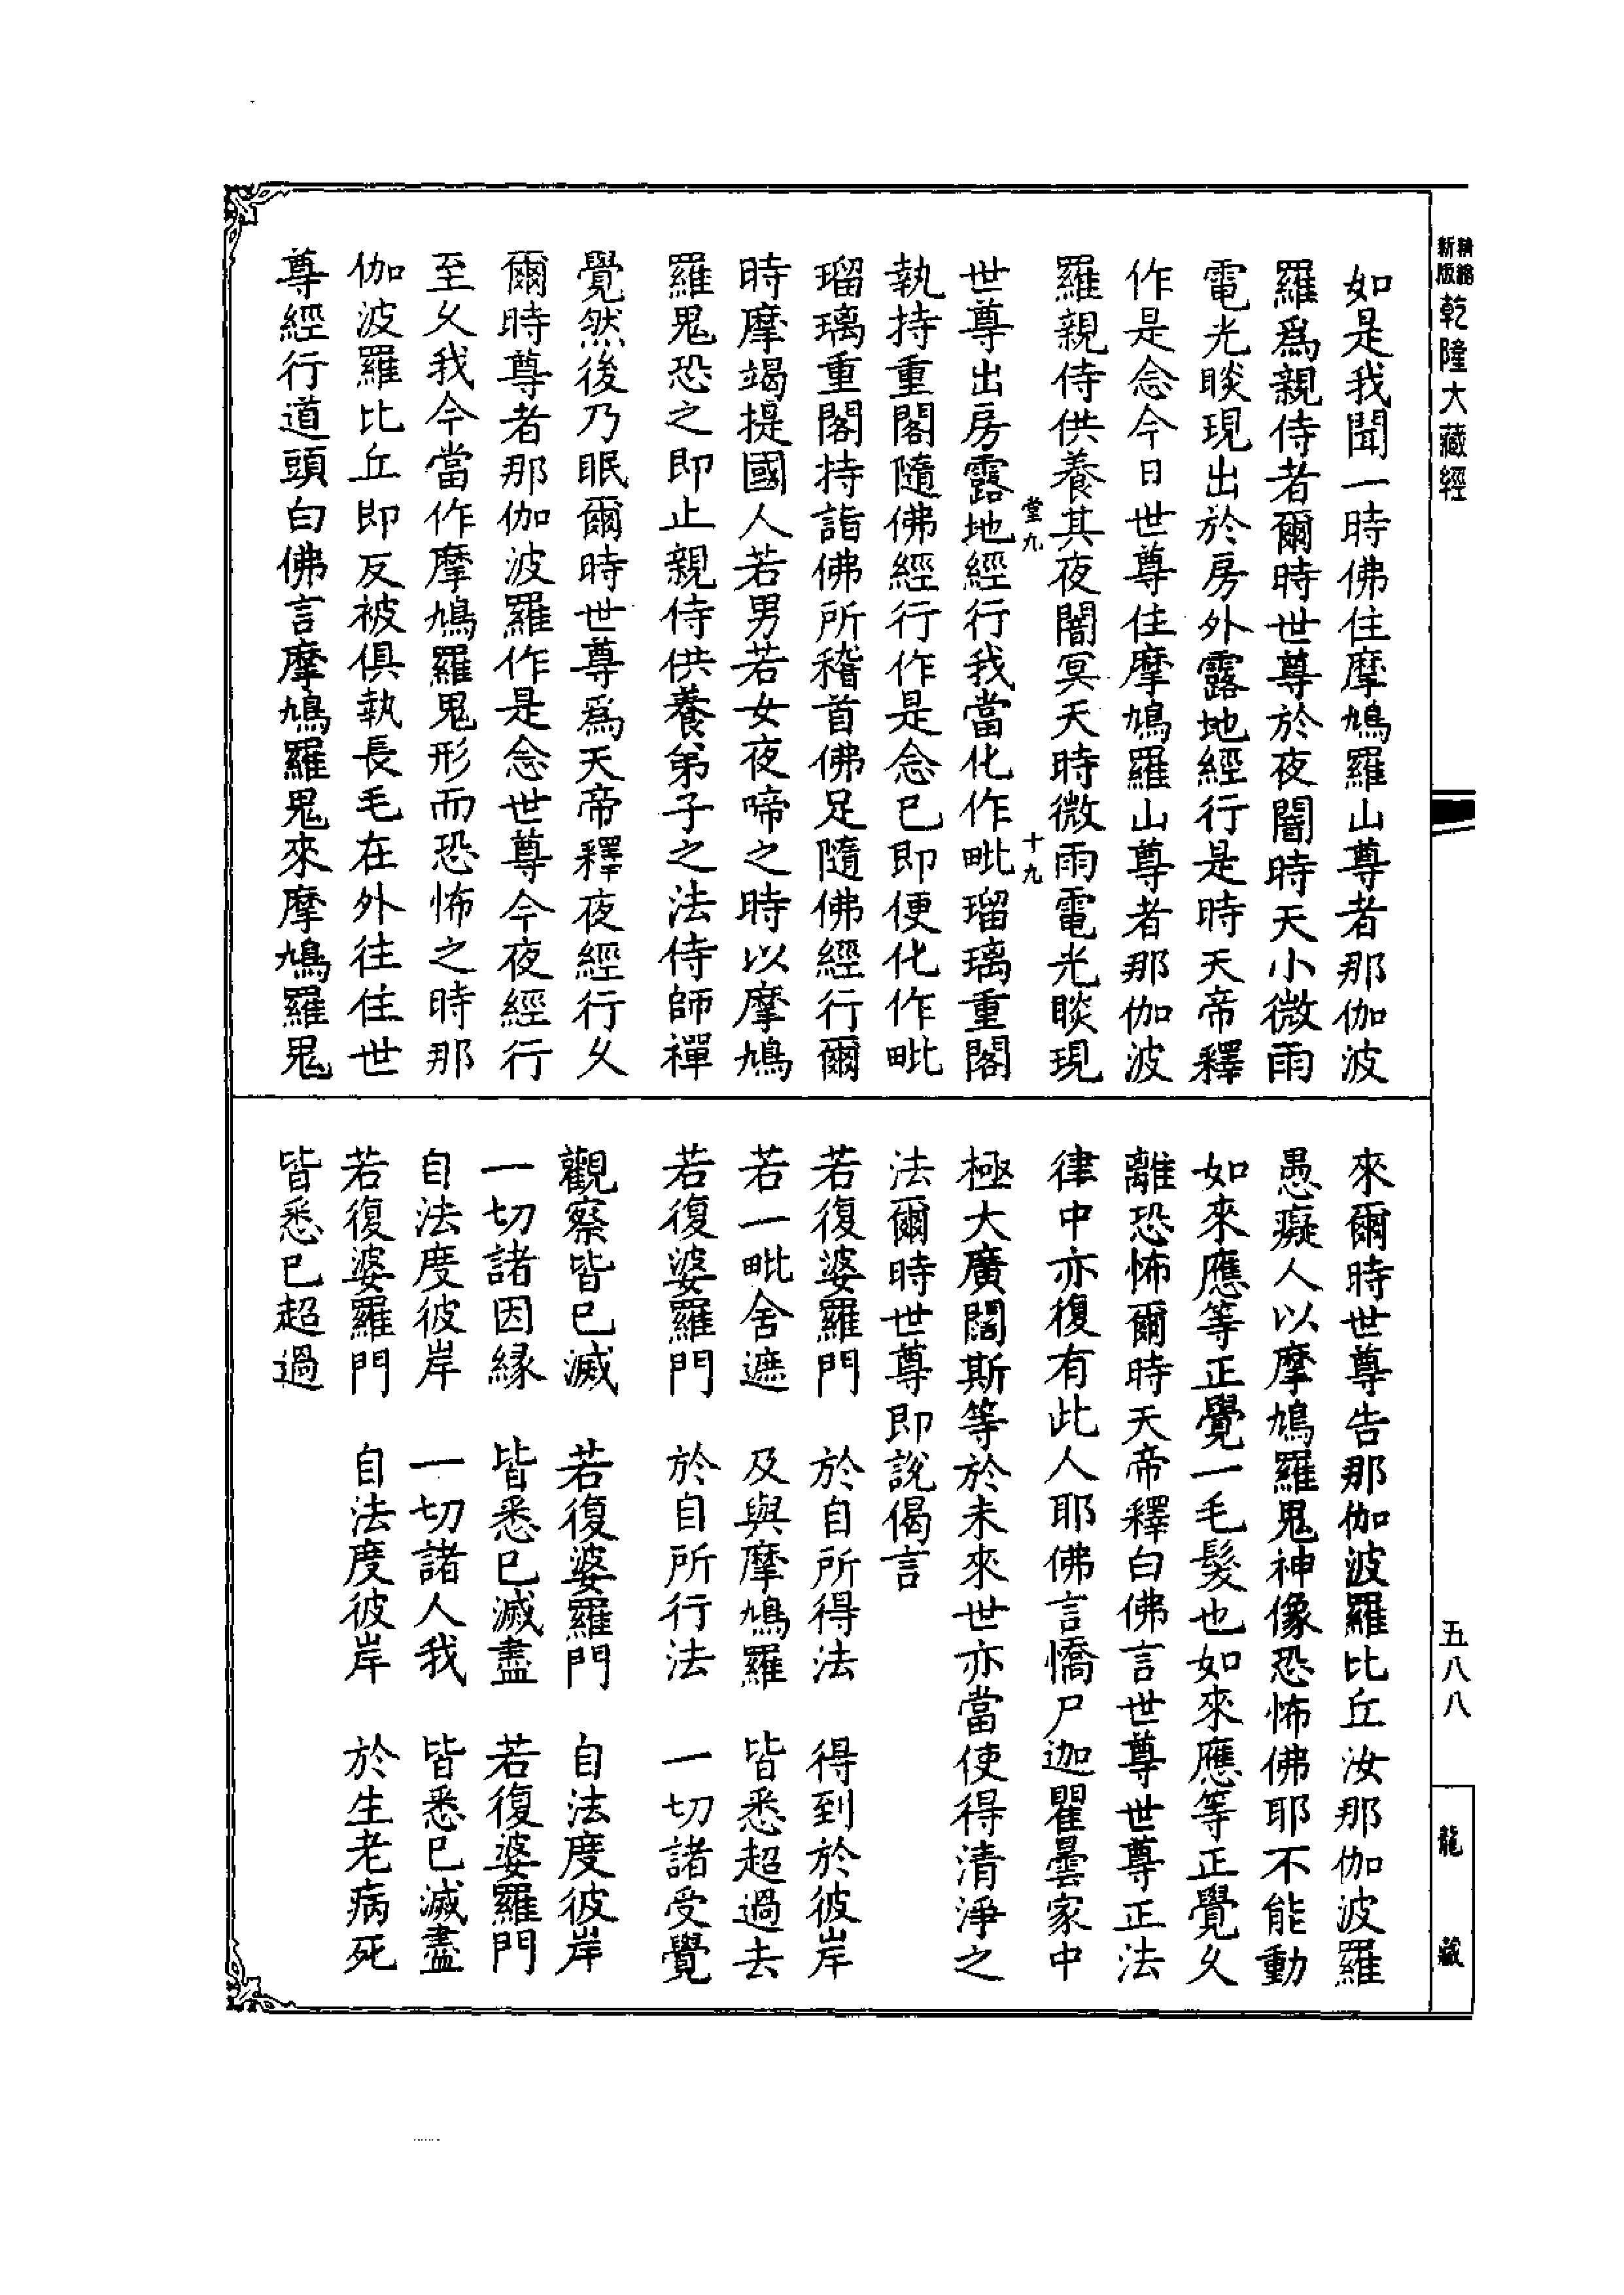 新版精縮乾隆大藏經
如是我聞一時佛住摩鳩羅山尊者那伽波
羅爲親侍者爾時世尊於夜闇時天小微雨
電光睒現出於房外露地經行是時天帝釋
作是念今日世尊住摩鳩羅山尊者那伽波
羅親侍供養其夜闇冥天時微雨電光睒現
堂九
十九
世尊出房露地經行我當化作毗瑠璃重閣
執持重閣隨佛經行作是念已即便化作毗
瑠璃重閣持詣佛所稽首佛足隨佛經行爾
時摩竭提國人若男若女夜啼之時以摩鳩
羅鬼恐之即止親侍供養弟子之法侍師禪
覺然後乃眠爾時世尊爲天帝釋夜經行久
爾時尊者那伽波羅作是念世尊今夜經行
至久我今當作摩鳩羅鬼形而恐怖之時那
伽波羅比丘即反被俱執長毛在外往住世
尊經行道頭白佛言摩鳩羅鬼來摩鳩羅鬼
來爾時世尊告那伽波羅比丘汝那伽波羅
愚癡人以摩鳩羅鬼神像恐怖佛耶不能動
如來應等正覺一毛髮也如來應等正覺久
離恐怖爾時天帝釋白佛言世尊世尊正法
律中亦復有此人耶佛言憍尸迦瞿曇家中
極大廣闊斯等於未來世亦當使得清淨之
法爾時世尊即說偈言
若復婆羅門　於自所得法　得到於彼岸
若一毗舍遮　及與摩鳩羅　皆悉超過去
若復婆羅門　於自所行法　一切諸受覺
觀察皆已滅　若復婆羅門　自法度彼岸
一切諸因縁　皆悉已滅盡　若復婆羅門
自法度彼岸　一切諸人我　皆悉已滅盡
若復婆羅門　自法度彼岸　於生老病死
皆悉已超過
五八八
龍藏